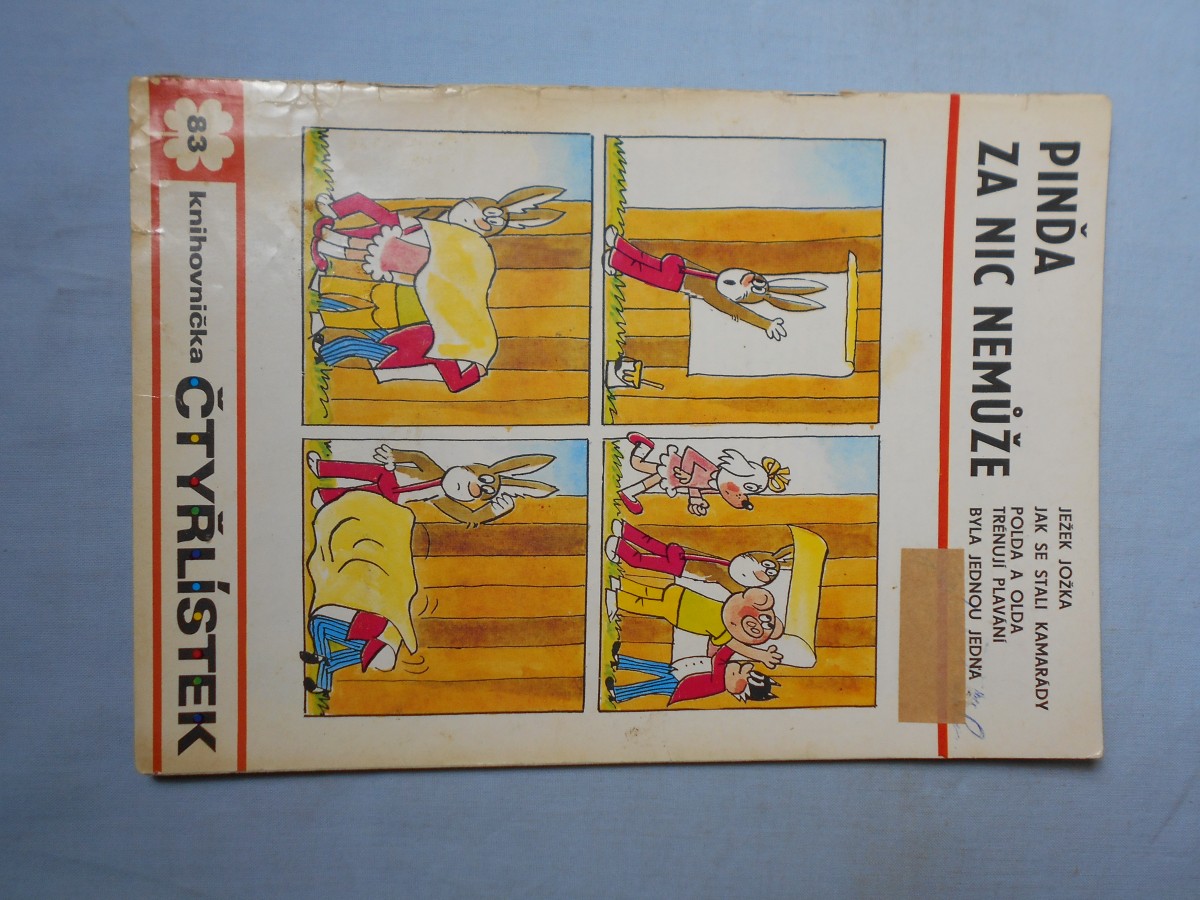 PINĎA
ZA NIC NEMŮŽE
JEŽEK JOŽKA
JAK SE STALI KAMARÁDY
POLDA A OLDA
TRÉNUJÍ PLAVÁNÍ
BYLA JEDNOU JEDNA
83
knihovnička ČTYŘLÍSTEK